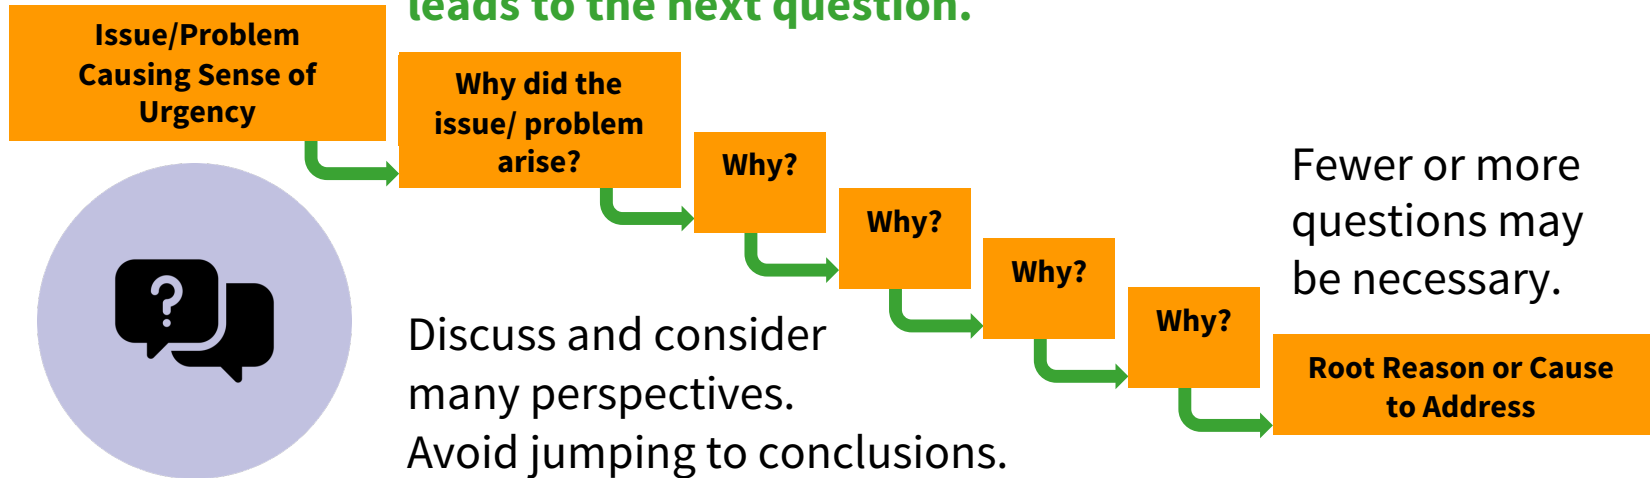 leads to the next question.
Issue/Problem
Causing Sense of
Urgency
Why did the
issue/ problem
arise?
Why?
Why?
Why?
Why?
Fewer or more
questions may
be necessary.
Root Reason or Cause
to Address
?
Discuss and consider
many perspectives.
Avoid jumping to conclusions.